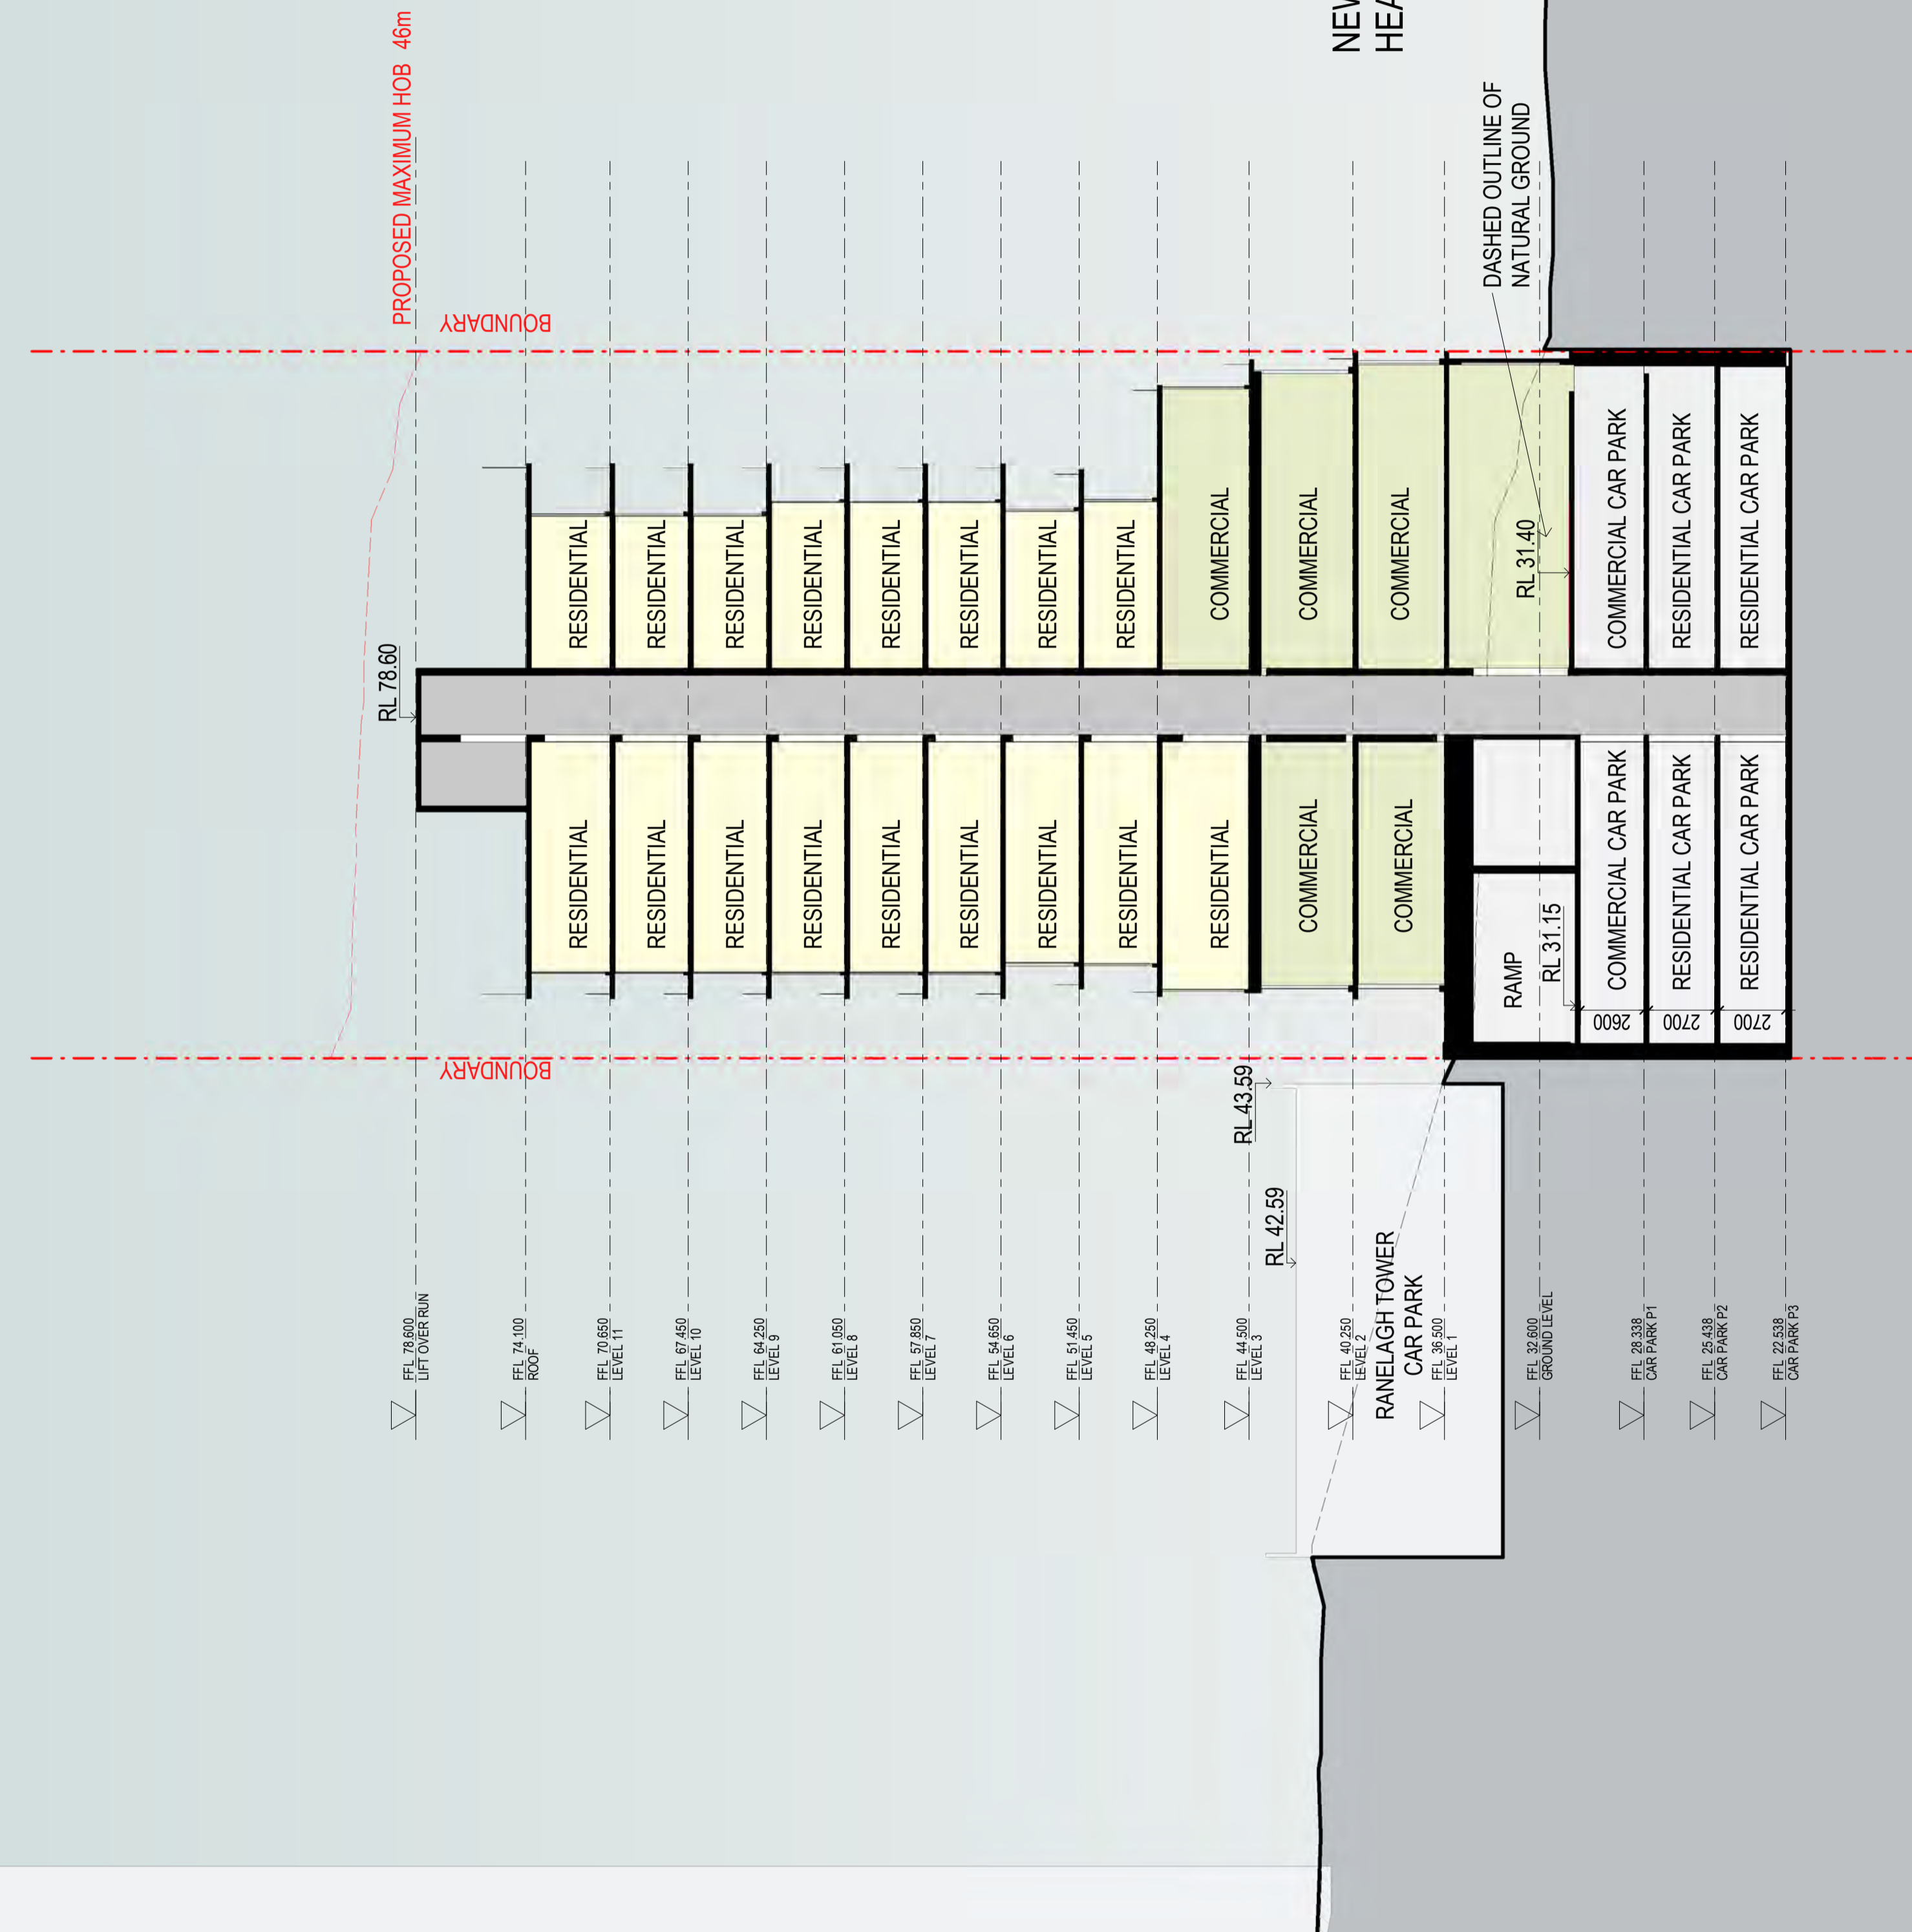 PROPOSED MAXIMUM HOB 46m
BOUNDARY
BOUNDARY
RL 78.60
RESIDENTIAL
RESIDENTIAL
RESIDENTIAL
RESIDENTIAL
RESIDENTIAL
RESIDENTIAL
RESIDENTIAL
RESIDENTIAL
COMMERCIAL
COMMERCIAL
COMMERCIAL
RL 31.40
COMMERCIAL CAR PARK
RESIDENTIAL CAR PARK
RESIDENTIAL CAR PARK
DASHED OUTLINE OF
NATURAL GROUND
RESIDENTIAL
RESIDENTIAL
RESIDENTIAL
RESIDENTIAL
RESIDENTIAL
RESIDENTIAL
RESIDENTIAL
RESIDENTIAL
RESIDENTIAL
COMMERCIAL
COMMERCIAL
RAMP
RL 31.15
COMMERCIAL CAR PARK
RESIDENTIAL CAR PARK
RESIDENTIAL CAR PARK
2600
2700
2700
RL 43.59
RL 42.59
RANELAGH TOWER
CAR PARK
FFL 78.600
LIFT OVER RUN
FFL 74.100
ROOF
FFL 70.650
LEVEL 11
FFL 67.450
LEVEL 10
FFL 64.250
LEVEL 9
FFL 61.050
LEVEL 8
FFL 57.850
LEVEL 7
FFL 54.650
LEVEL 6
FFL 51.450
LEVEL 5
FFL 48.250
LEVEL 4
FFL 44.500
LEVEL 3
FFL 40.250
LEVEL 2
FFL 36.500
LEVEL 1
FFL 32.600
GROUND LEVEL
FFL 28.338
CAR PARK P1
FFL 25.438
CAR PARK P2
FFL 22.538
CAR PARK P3